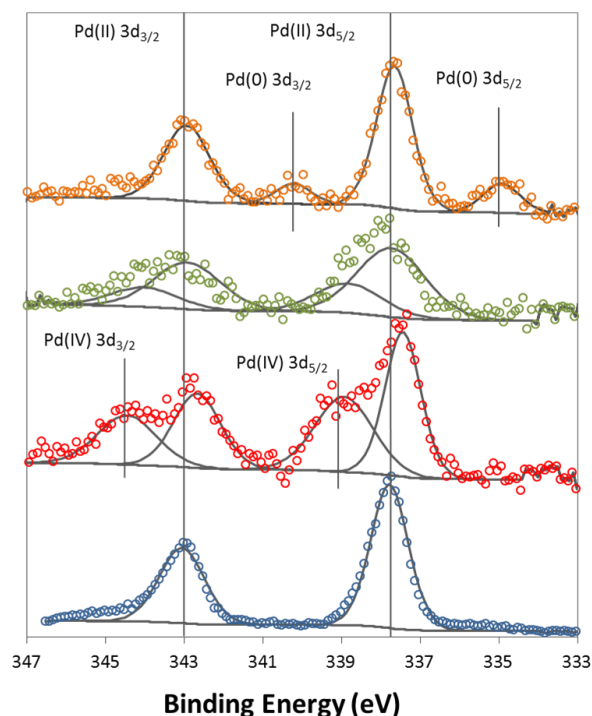 Pd(II) 3d3/2 Pd(II) 3d5/2
Pd(0) 3d3/2 Pd(0) 3d5/2
Pd(IV) 3d3/2
Pd(IV) 3d5/2
347 345 343 341 339 337 335 333
Binding Energy (eV)